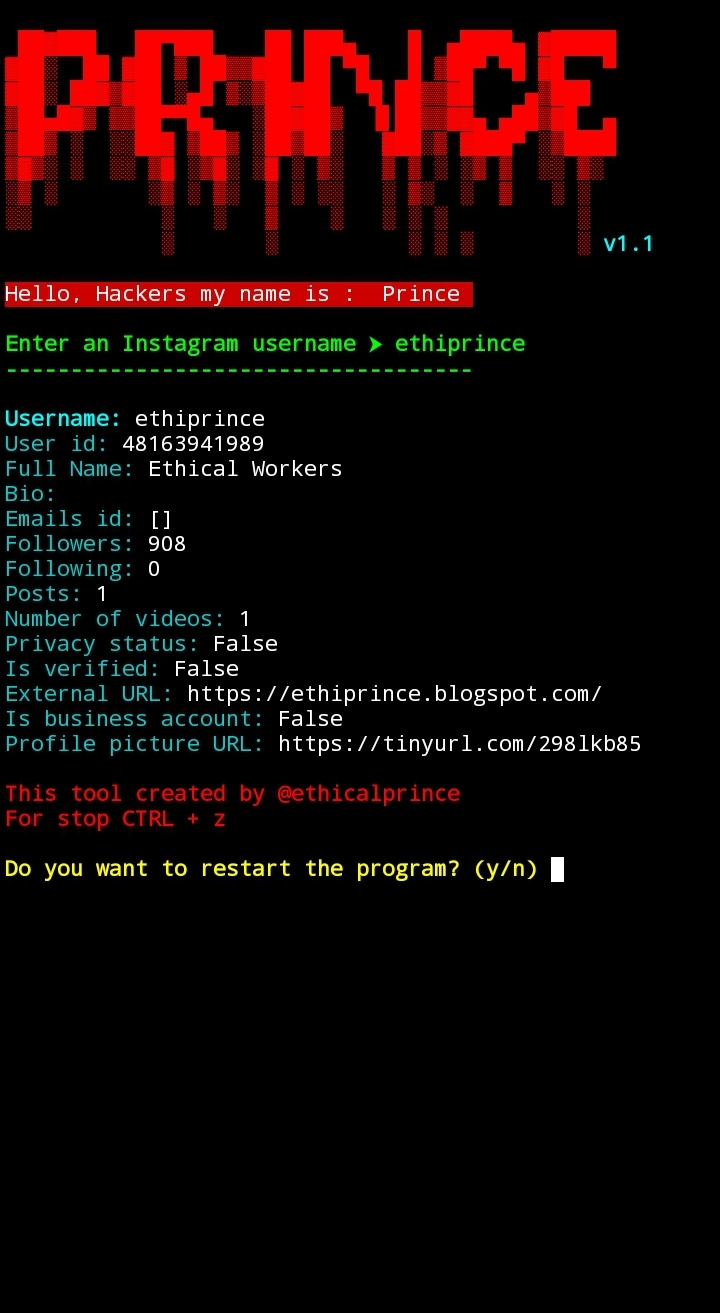 PRINCE
v1.1
Hello, Hackers my name is :  Prince
Enter an Instagram username ➤ ethiprince
------------------------------------
Username: ethiprince
User id: 48163941989
Full Name: Ethical Workers
Bio:
Emails id: []
Followers: 908
Following: 0
Posts: 1
Number of videos: 1
Privacy status: False
Is verified: False
External URL: https://ethiprince.blogspot.com/
Is business account: False
Profile picture URL: https://tinyurl.com/298lkb85
This tool created by @ethicalprince
For stop CTRL + z
Do you want to restart the program? (y/n)